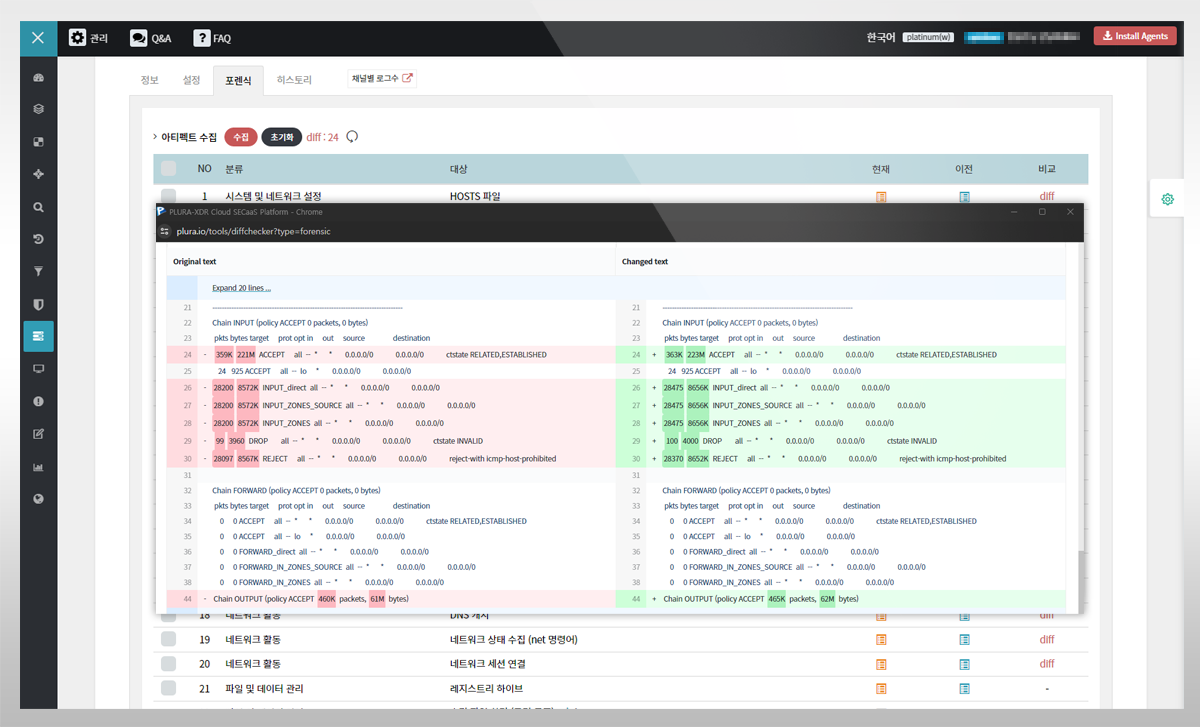 관리 Q&A FAQ 한국어 platinum(w) Install Agents
정보 설정 포렌식 히스토리 채널별 로그수
아티펙트 수집 수집 초기화 diff : 24
NO 분류 대상 현재 이전 비교
1 시스템 및 네트워크 설정 HOSTS 파일 diff
PLURA-XDR Cloud SECaaS Platform - Chrome
plura.io/tools/diffchecker?type=forensic
Original text Changed text
Expand 20 lines ...
21 ---------------------------------------------------------------- 21 ----------------------------------------------------------------
22 Chain INPUT (policy ACCEPT 0 packets, 0 bytes) 22 Chain INPUT (policy ACCEPT 0 packets, 0 bytes)
23 pkts bytes target prot opt in out source destination 23 pkts bytes target prot opt in out source destination
24 - 359K 221M ACCEPT all -- * * 0.0.0.0/0 0.0.0.0/0 ctstate RELATED,ESTABLISHED 24 + 363K 223M ACCEPT all -- * * 0.0.0.0/0 0.0.0.0/0 ctstate RELATED,ESTABLISHED
25 24 925 ACCEPT all -- lo * 0.0.0.0/0 0.0.0.0/0 25 24 925 ACCEPT all -- lo * 0.0.0.0/0 0.0.0.0/0
26 - 28200 8572K INPUT_direct all -- * * 0.0.0.0/0 0.0.0.0/0 26 + 28475 8656K INPUT_direct all -- * * 0.0.0.0/0 0.0.0.0/0
27 - 28200 8572K INPUT_ZONES_SOURCE all -- * * 0.0.0.0/0 0.0.0.0/0 27 + 28475 8656K INPUT_ZONES_SOURCE all -- * * 0.0.0.0/0 0.0.0.0/0
28 - 28200 8572K INPUT_ZONES all -- * * 0.0.0.0/0 0.0.0.0/0 28 + 28475 8656K INPUT_ZONES all -- * * 0.0.0.0/0 0.0.0.0/0
29 - 99 3960 DROP all -- * * 0.0.0.0/0 0.0.0.0/0 ctstate INVALID 29 + 100 4000 DROP all -- * * 0.0.0.0/0 0.0.0.0/0 ctstate INVALID
30 - 28097 8567K REJECT all -- * * 0.0.0.0/0 0.0.0.0/0 reject-with icmp-host-prohibited 30 + 28370 8652K REJECT all -- * * 0.0.0.0/0 0.0.0.0/0 reject-with icmp-host-prohibited
31 31
32 Chain FORWARD (policy ACCEPT 0 packets, 0 bytes) 32 Chain FORWARD (policy ACCEPT 0 packets, 0 bytes)
33 pkts bytes target prot opt in out source destination 33 pkts bytes target prot opt in out source destination
34 0 0 ACCEPT all -- * * 0.0.0.0/0 0.0.0.0/0 ctstate RELATED,ESTABLISHED 34 0 0 ACCEPT all -- * * 0.0.0.0/0 0.0.0.0/0 ctstate RELATED,ESTABLISHED
35 0 0 ACCEPT all -- lo * 0.0.0.0/0 0.0.0.0/0 35 0 0 ACCEPT all -- lo * 0.0.0.0/0 0.0.0.0/0
36 0 0 FORWARD_direct all -- * * 0.0.0.0/0 0.0.0.0/0 36 0 0 FORWARD_direct all -- * * 0.0.0.0/0 0.0.0.0/0
37 0 0 FORWARD_IN_ZONES_SOURCE all -- * * 0.0.0.0/0 0.0.0.0/0 37 0 0 FORWARD_IN_ZONES_SOURCE all -- * * 0.0.0.0/0 0.0.0.0/0
38 0 0 FORWARD_IN_ZONES all -- * * 0.0.0.0/0 0.0.0.0/0 38 0 0 FORWARD_IN_ZONES all -- * * 0.0.0.0/0 0.0.0.0/0
44 - Chain OUTPUT (policy ACCEPT 460K packets, 61M bytes) 44 + Chain OUTPUT (policy ACCEPT 465K packets, 62M bytes)
18 네트워크 활동 DNS 캐시 diff
19 네트워크 활동 네트워크 상태 수집 (net 명령어) diff
20 네트워크 활동 네트워크 세션 연결 diff
21 파일 및 데이터 관리 레지스트리 하이브 -